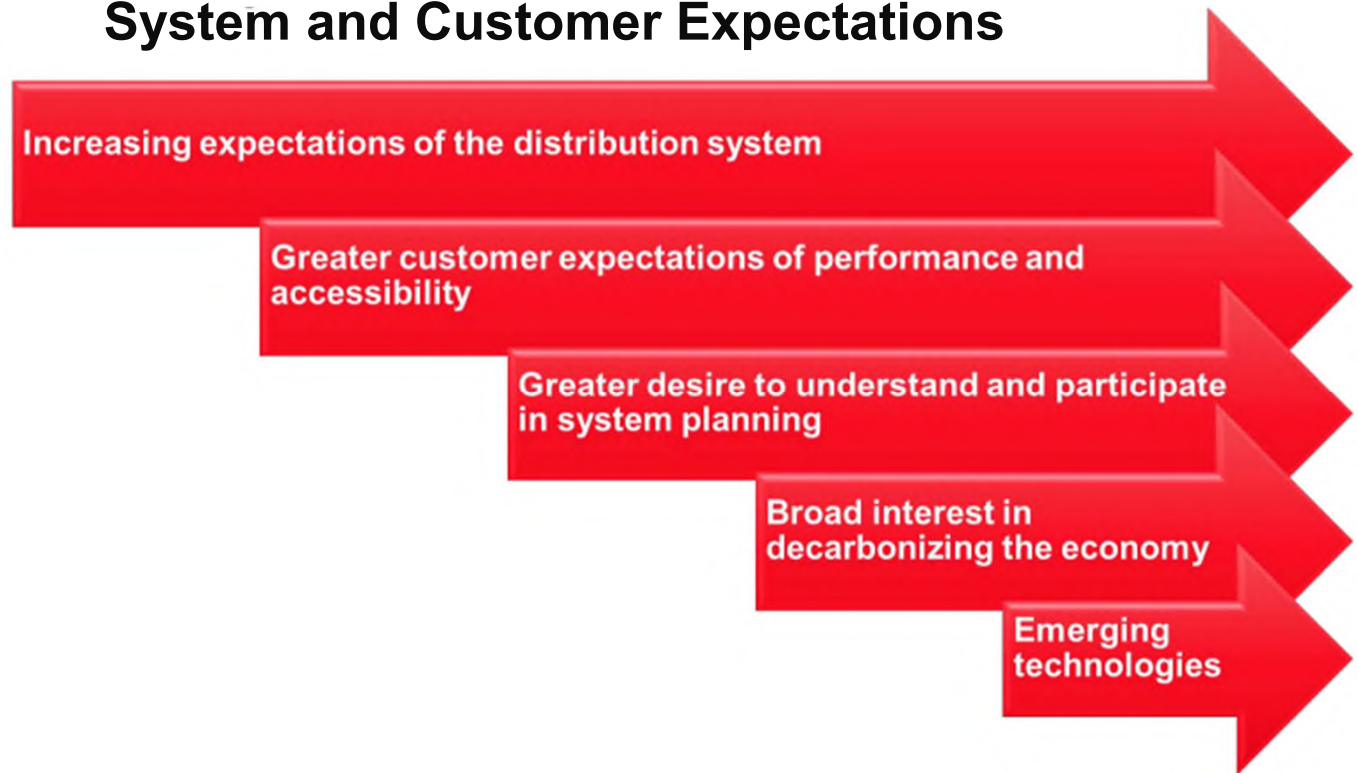 System and Customer Expectations
Increasing expectations of the distribution system
Greater customer expectations of performance and
accessibility
Greater desire to understand and participate
in system planning
Broad interest in
decarbonizing the economy
Emerging
technologies